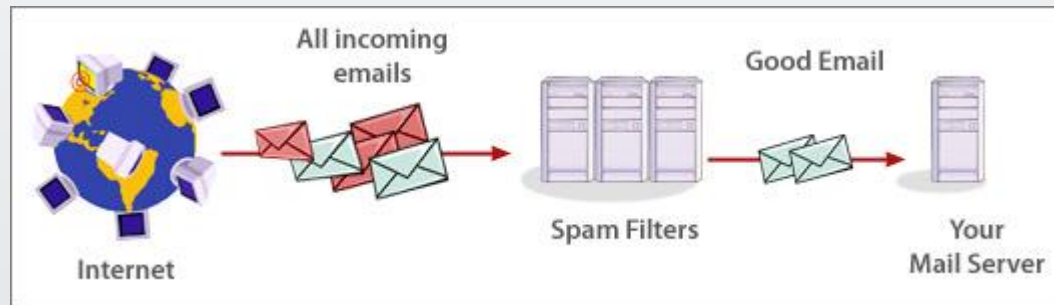 All incoming
emails
Good Email
Internet
Spam Filters
Your
Mail Server